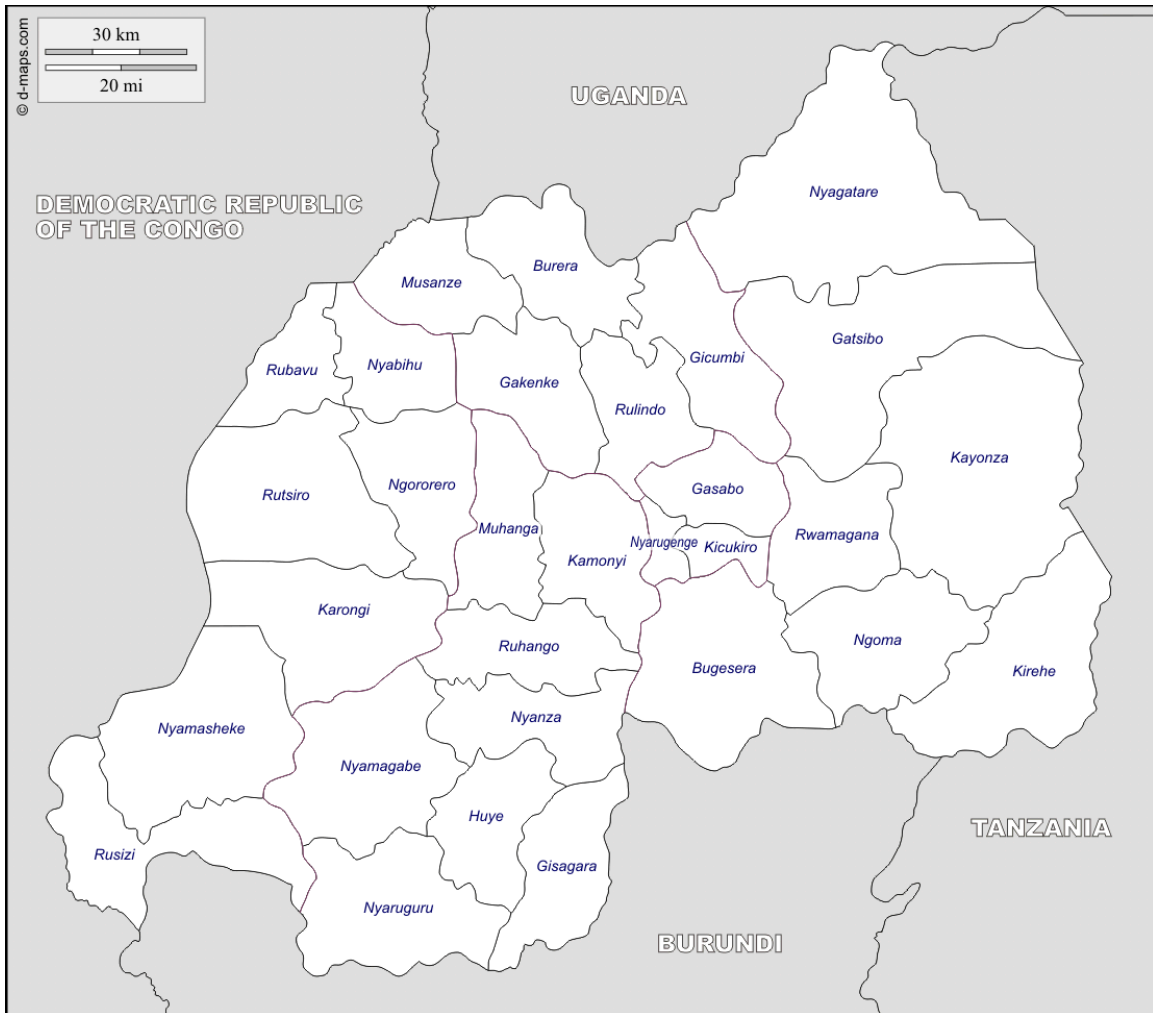 © d-maps.com
30 km
20 mi
UGANDA
DEMOCRATIC REPUBLIC
OF THE CONGO
Nyagatare
Burera
Musanze
Gatsibo
Gicumbi
Rubavu
Nyabihu
Gakenke
Rulindo
Kayonza
Ngororero
Gasabo
Rutsiro
Muhanga
Rwamagana
Nyarugenge
Kicukiro
Kamonyi
Karongi
Ngoma
Ruhango
Bugesera
Kirehe
Nyanza
Nyamasheke
Nyamagabe
Huye
TANZANIA
Rusizi
Gisagara
Nyaruguru
BURUNDI